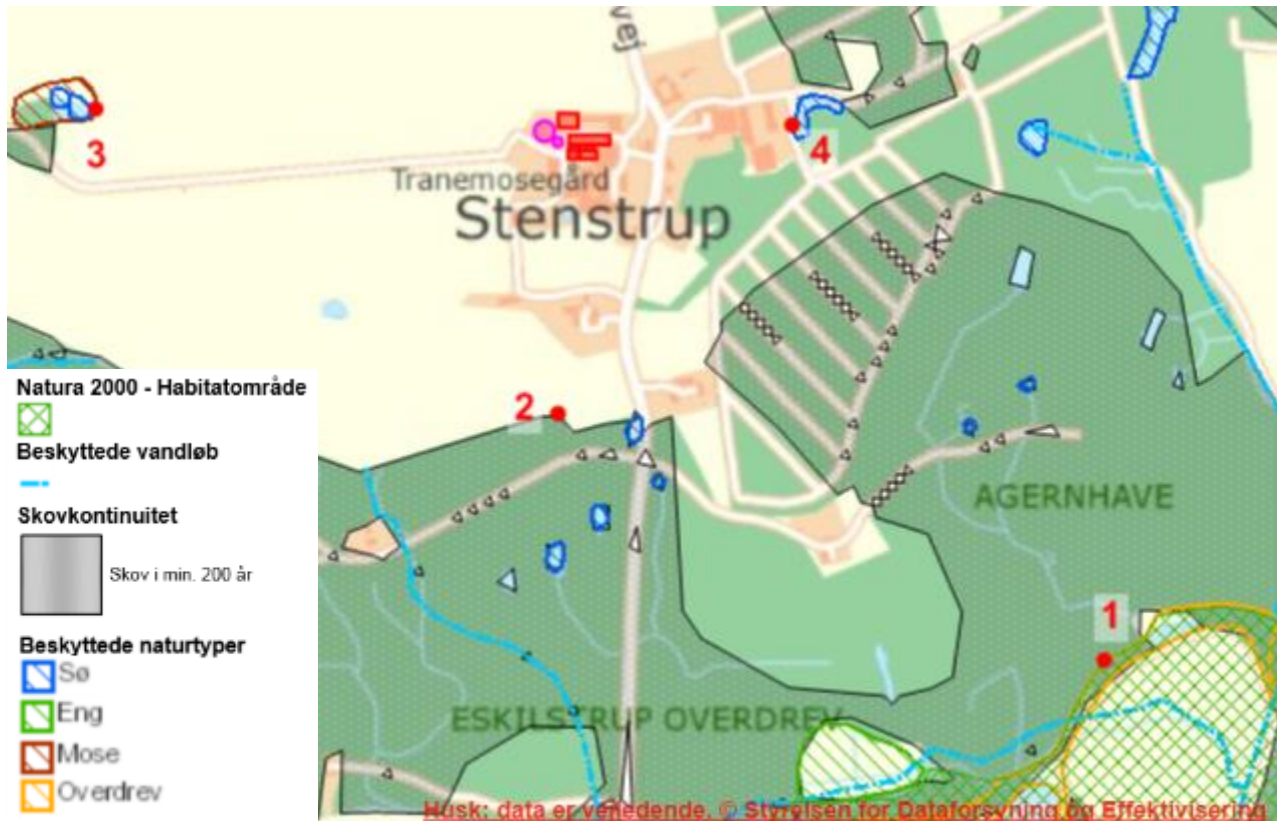 vej
3
4
Tranemosegård
Stenstrup
Natura 2000 - Habitatområde
Beskyttede vandløb
Skovkontinuitet
Skov i min. 200 år
Beskyttede naturtyper
Sø
Eng
Mose
Overdrev
2
AGERNHAVE
1
ESKILSTRUP OVERDREV
Husk: data er vejledende, © Styrelsen for Dataforsyning og Effektivisering